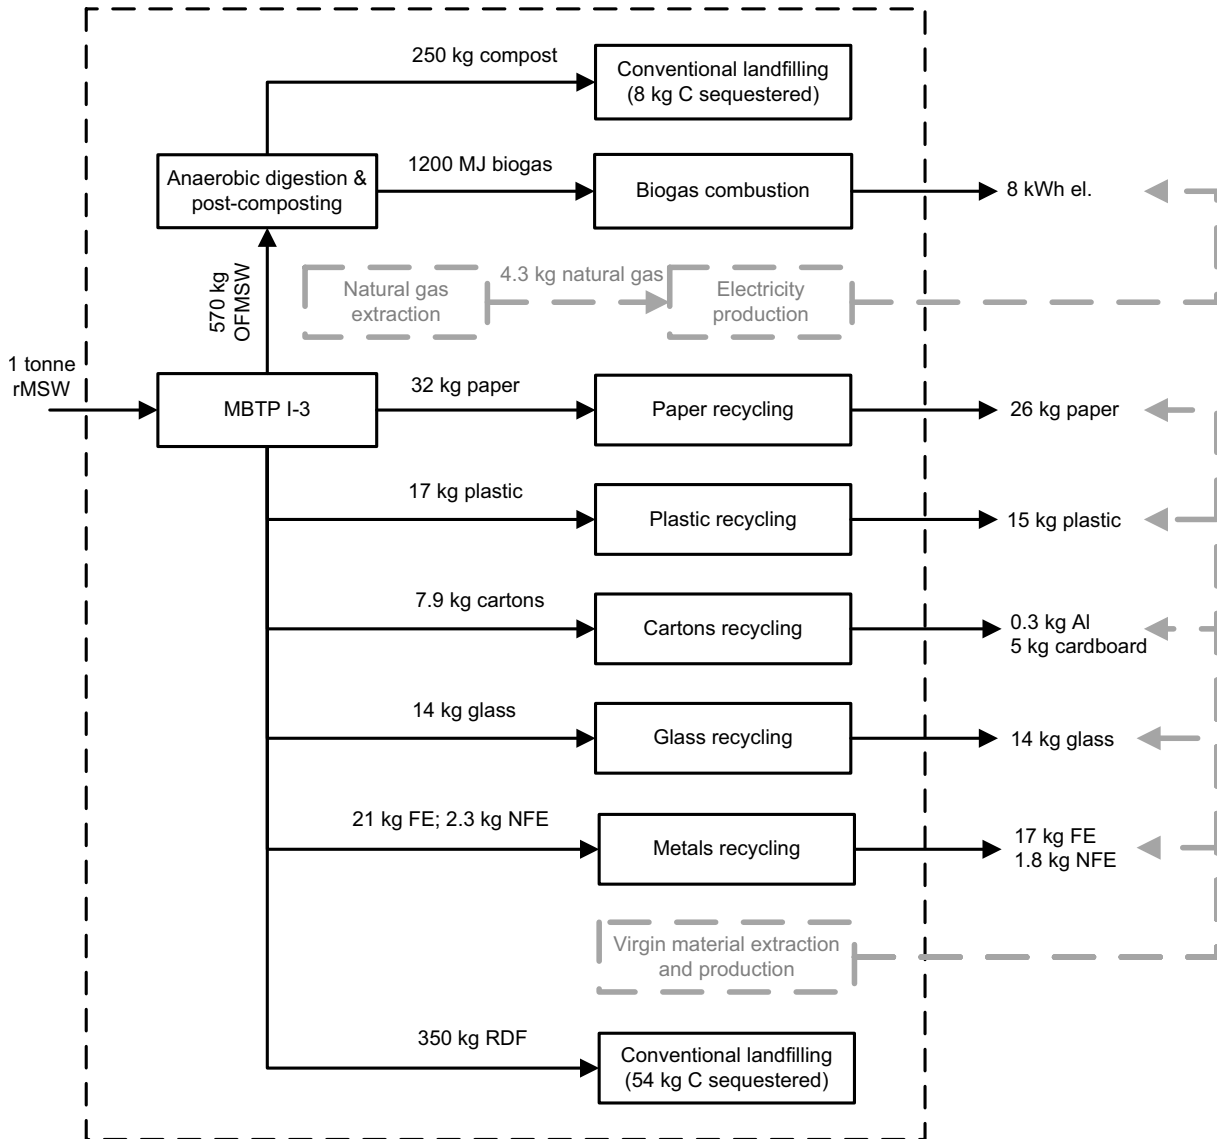 250 kg compost
Conventional landfilling
(8 kg C sequestered)
Anaerobic digestion &
post-composting
1200 MJ biogas
Biogas combustion
8 kWh el.
570 kg
OFMSW
Natural gas
extraction
4.3 kg natural gas
Electricity
production
1 tonne
rMSW
MBTP I-3
32 kg paper
Paper recycling
26 kg paper
17 kg plastic
Plastic recycling
15 kg plastic
7.9 kg cartons
Cartons recycling
0.3 kg Al
5 kg cardboard
14 kg glass
Glass recycling
14 kg glass
21 kg FE; 2.3 kg NFE
Metals recycling
17 kg FE
1.8 kg NFE
Virgin material extraction
and production
350 kg RDF
Conventional landfilling
(54 kg C sequestered)